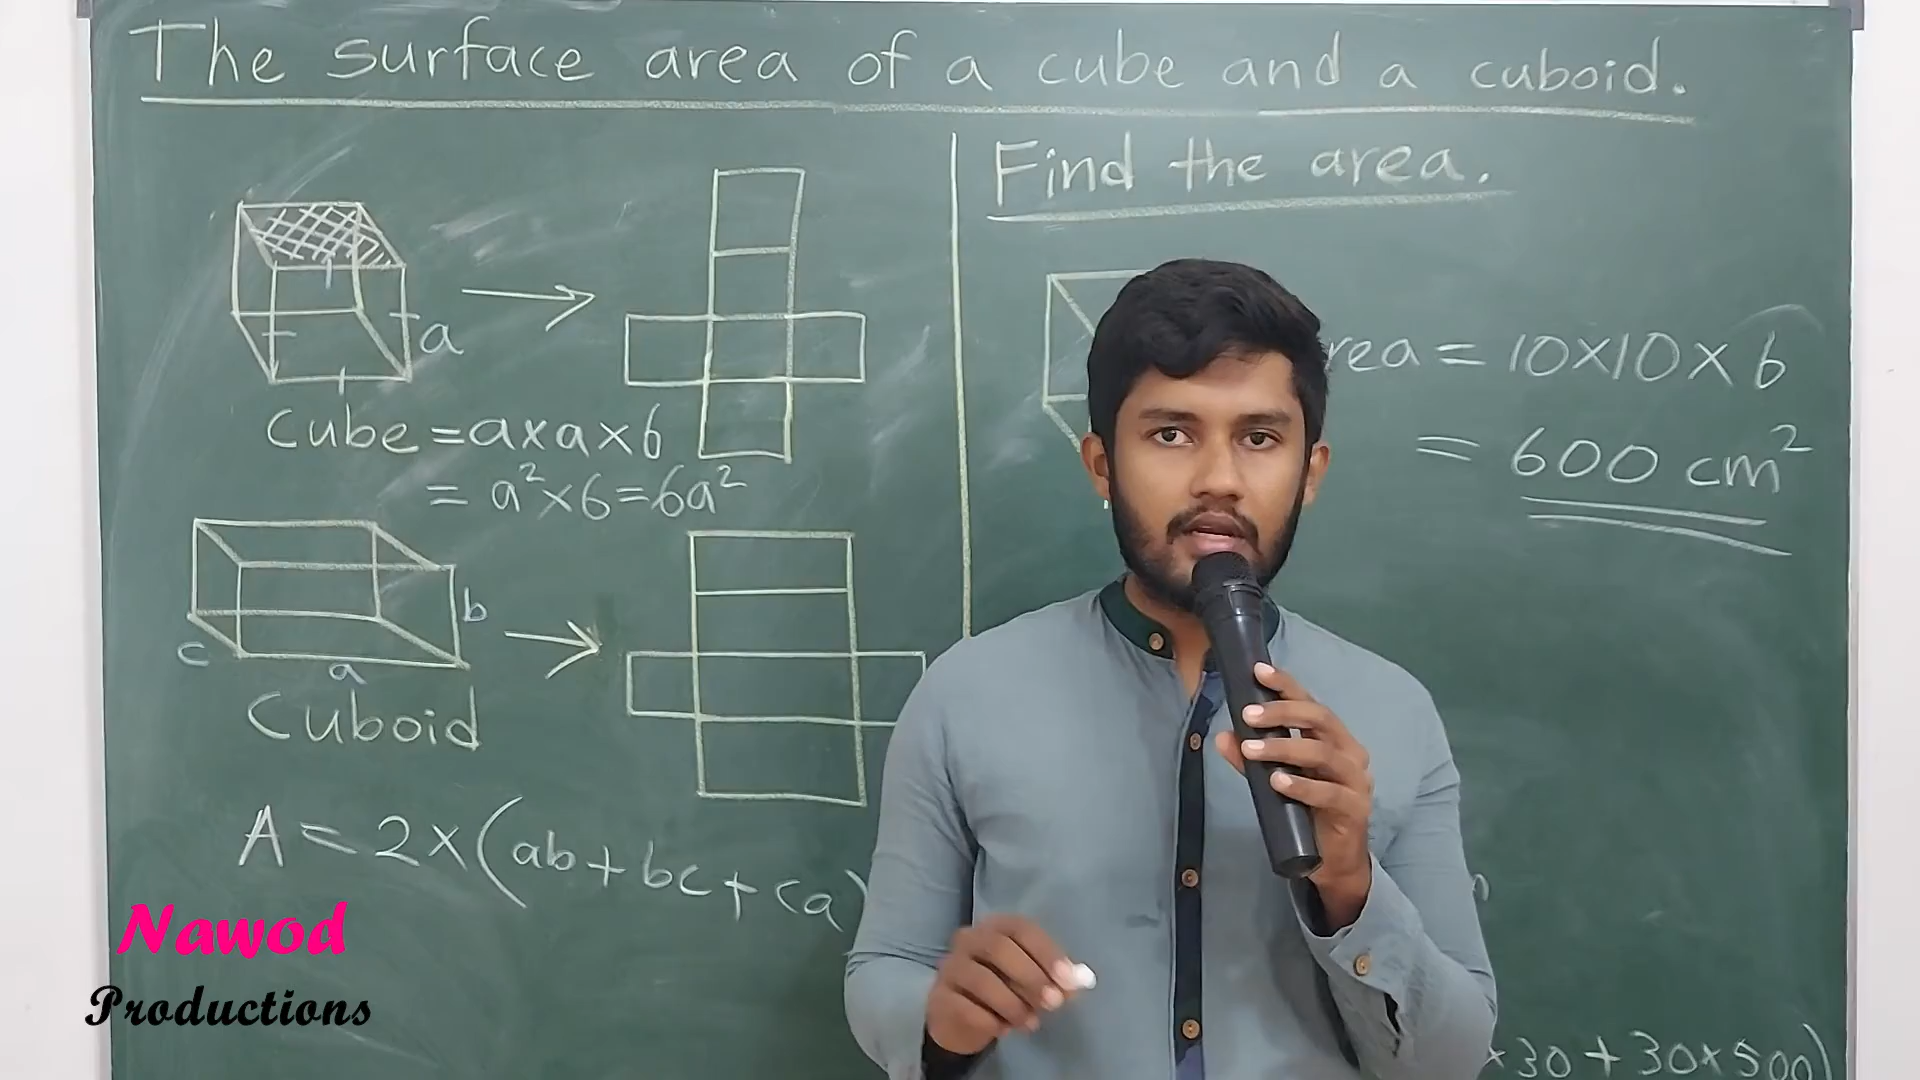 The surface area of a cube and a cuboid.
a
Cube = a×a×6
= a²×6=6a²
b
c
a
Cuboid
A = 2×(ab+bc+ca)
Find the area.
= 10×10×6
= 600 cm²
×30+30×500)
Nawod
Productions